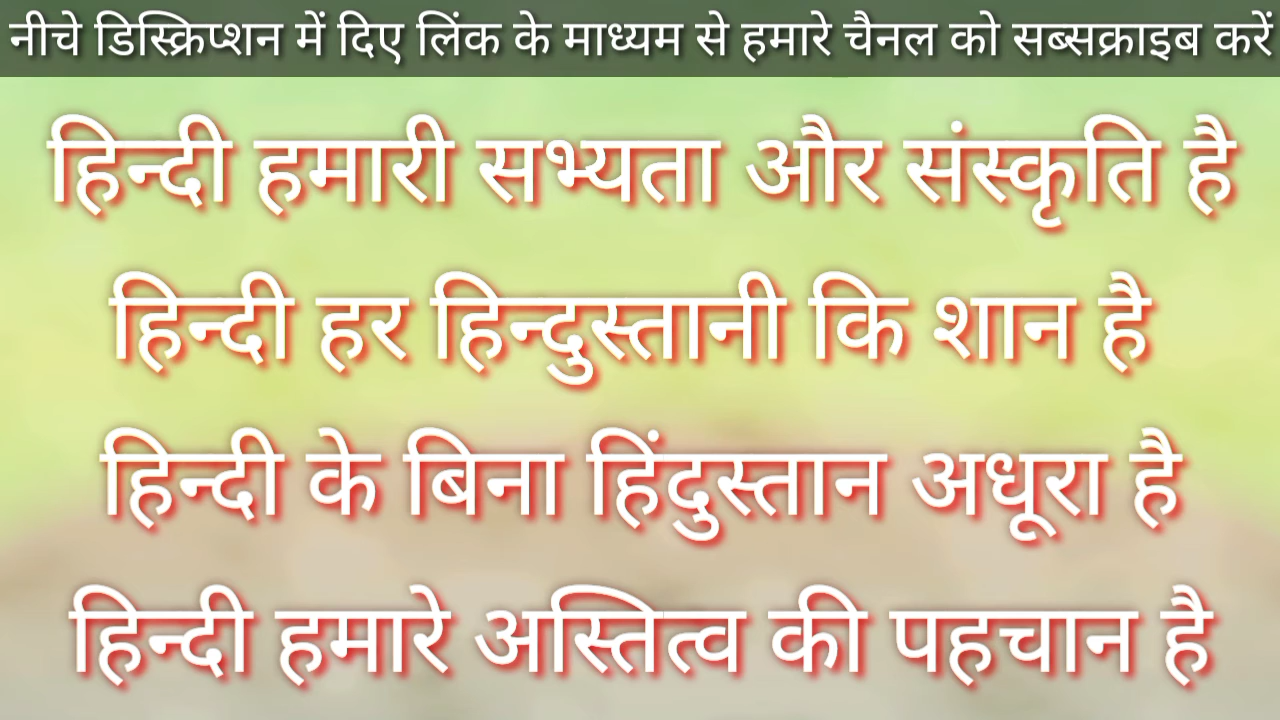 नीचे डिस्क्रिप्शन में दिए लिंक के माध्यम से हमारे चैनल को सब्सक्राइब करें
हिन्दी हमारी सभ्यता और संस्कृति है
हिन्दी हर हिन्दुस्तानी कि शान है
हिन्दी के बिना हिंदुस्तान अधूरा है
हिन्दी हमारे अस्तित्व की पहचान है